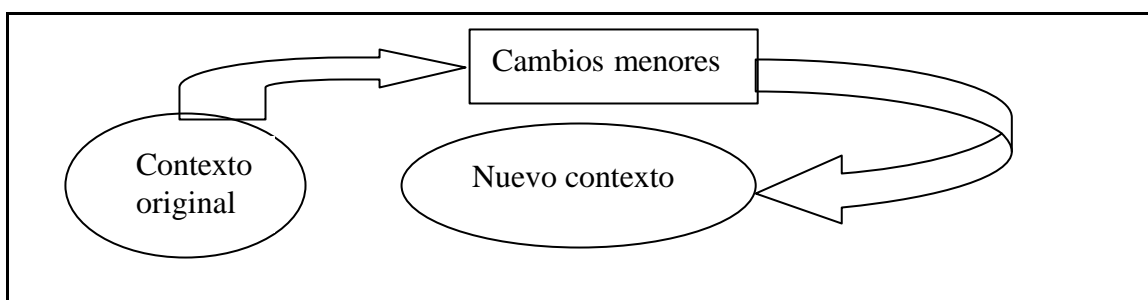 Cambios menores
Contexto
original
Nuevo contexto